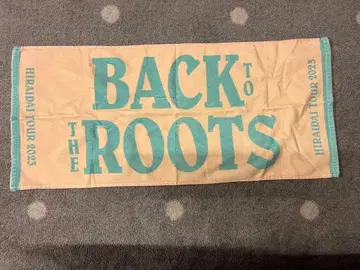 HIRAIDAI TOUR 2023
BACK
TO
THE
ROOTS
HIRAIDAI TOUR 2023